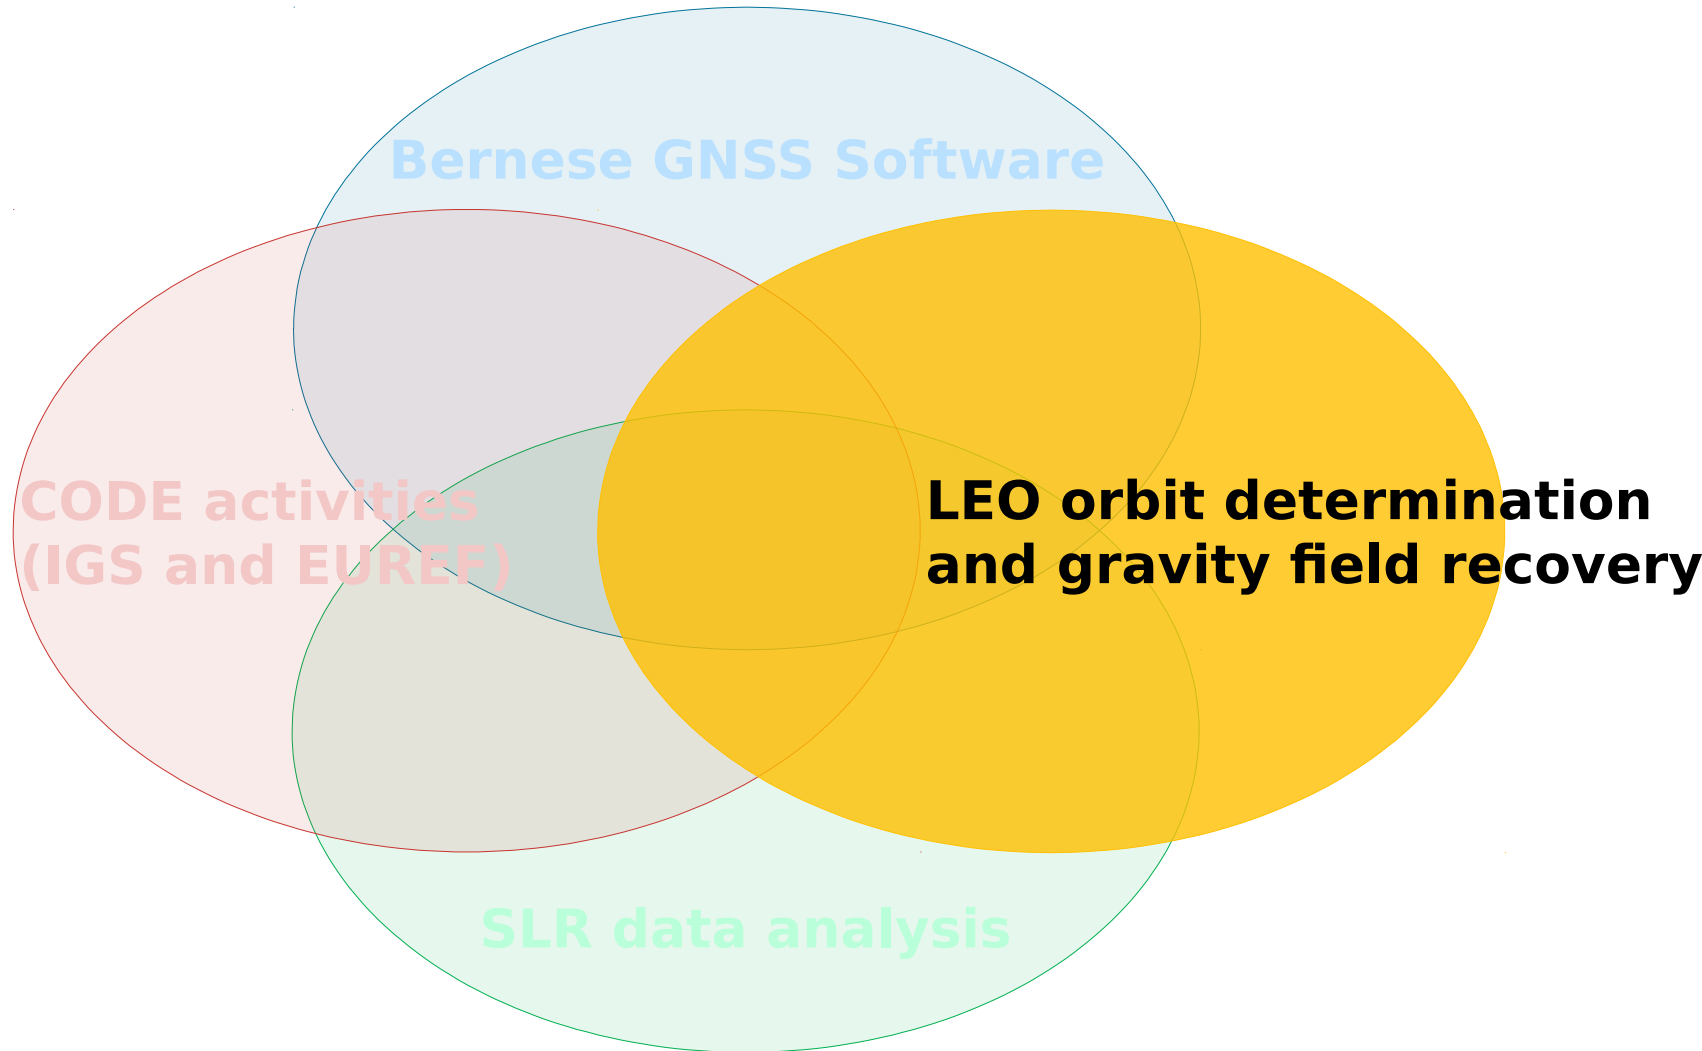 Bernese GNSS Software
CODE activities
(IGS and EUREF)
LEO orbit determination
and gravity field recovery
SLR data analysis